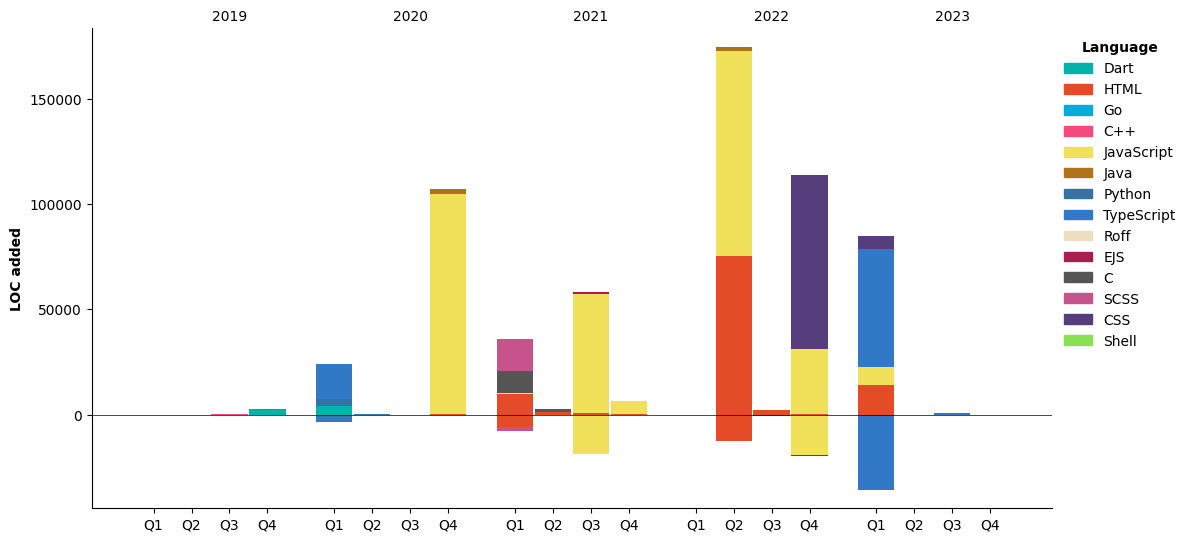 2019 2020 2021 2022 2023
Language
Dart
HTML
Go
C++
JavaScript
Java
Python
TypeScript
Roff
EJS
C
SCSS
CSS
Shell
LOC added
150000
100000
50000
0
Q1 Q2 Q3 Q4 Q1 Q2 Q3 Q4 Q1 Q2 Q3 Q4 Q1 Q2 Q3 Q4 Q1 Q2 Q3 Q4